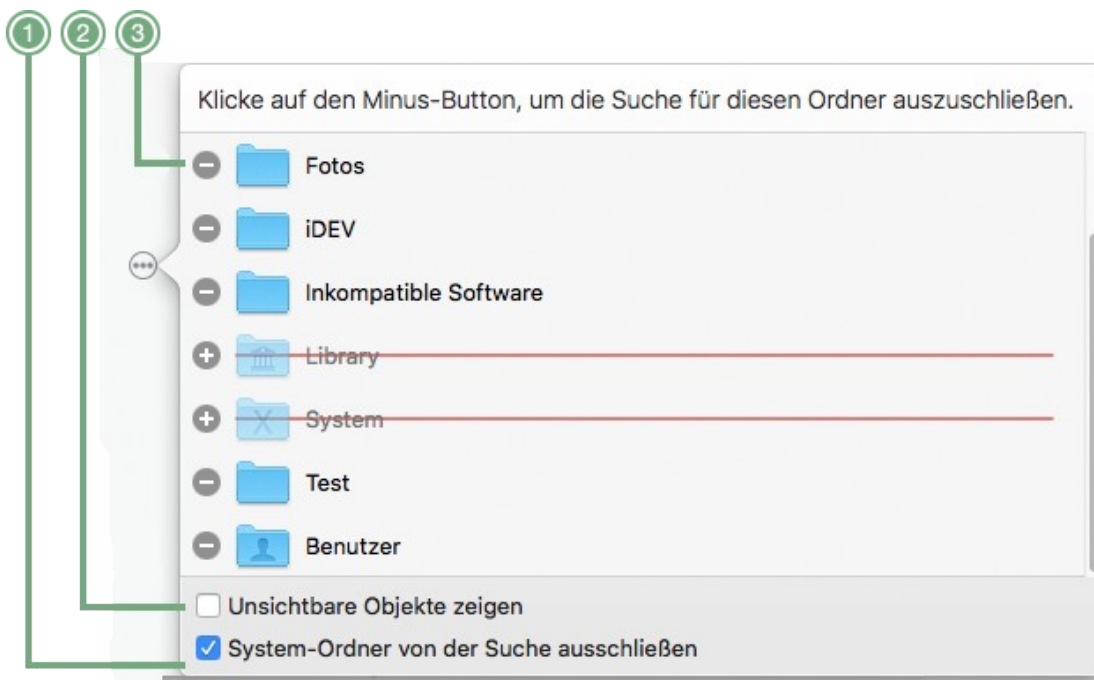 1 2 3
Klicke auf den Minus-Button, um die Suche für diesen Ordner auszuschließen.
Fotos
iDEV
Inkompatible Software
Library
System
Test
Benutzer
Unsichtbare Objekte zeigen
System-Ordner von der Suche ausschließen